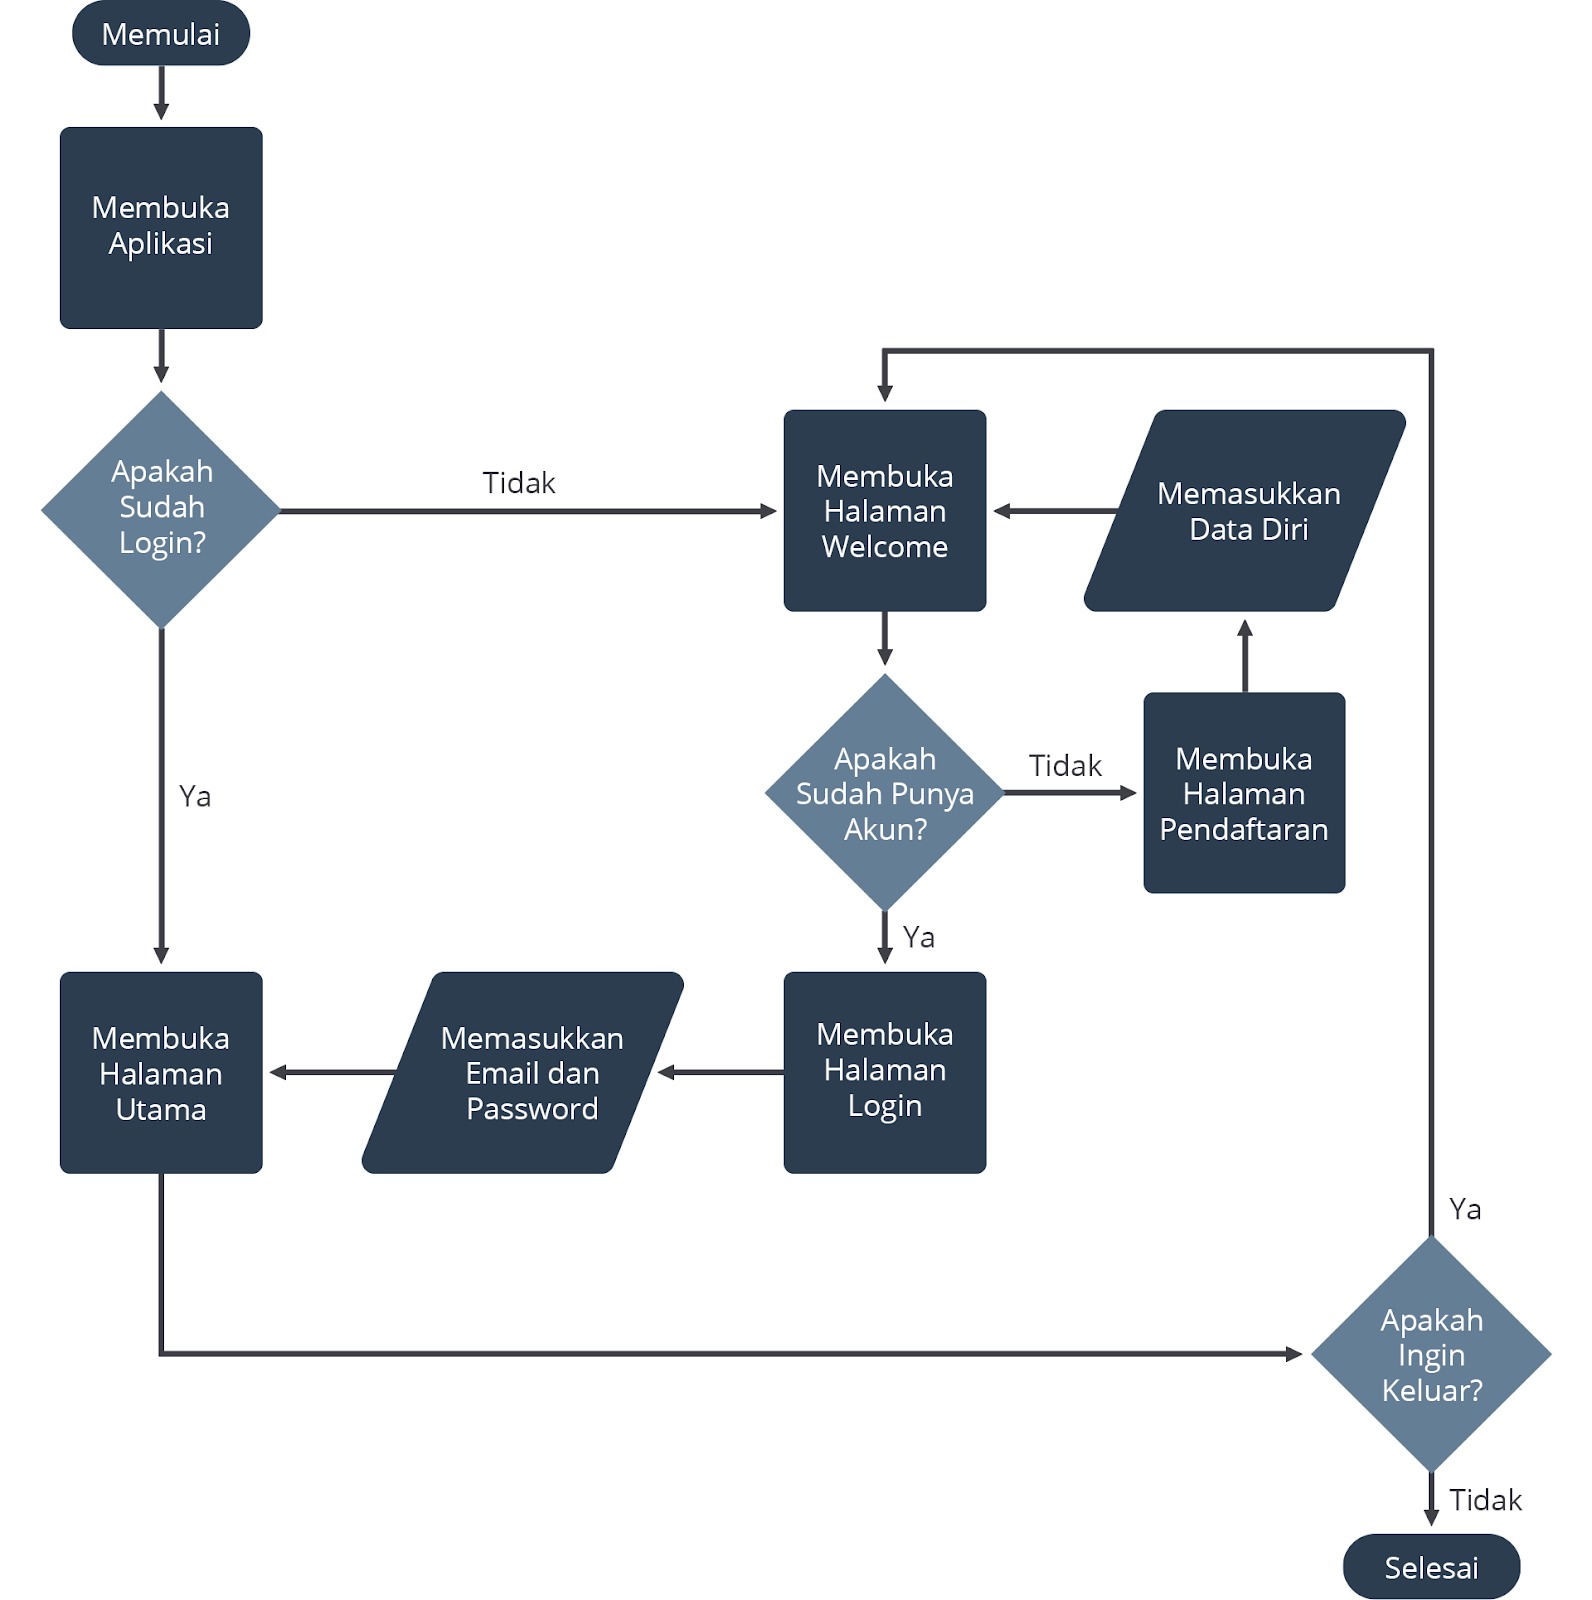 Memulai
Membuka
Aplikasi
Apakah
Sudah
Login?
Tidak
Membuka
Halaman
Welcome
Memasukkan
Data Diri
Ya
Apakah
Sudah Punya
Akun?
Tidak
Membuka
Halaman
Pendaftaran
Ya
Membuka
Halaman
Utama
Memasukkan
Email dan
Password
Membuka
Halaman
Login
Ya
Apakah
Ingin
Keluar?
Tidak
Selesai